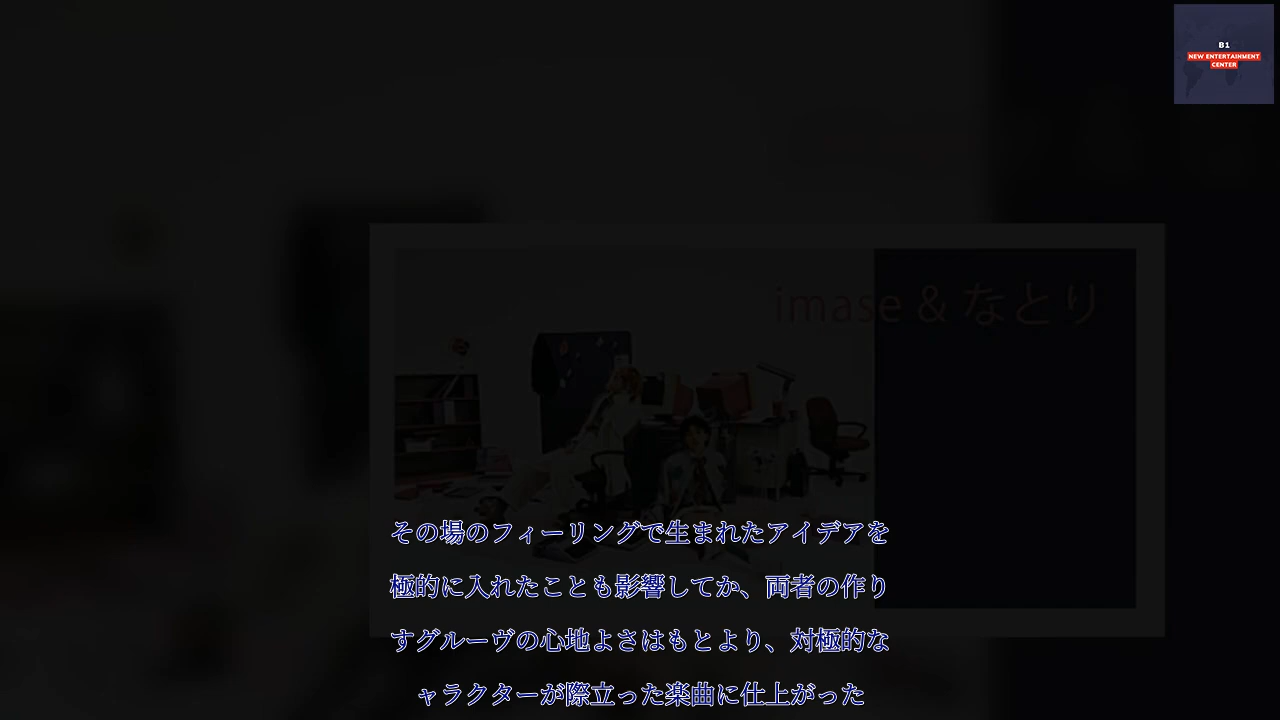 B1
NEW ENTERTAINMENT
CENTER
imase & なとり
その場のフィーリングで生まれたアイデアを
極的に入れたことも影響してか、両者の作り
すグルーヴの心地よさはもとより、対極的な
ャラクターが際立った楽曲に仕上がった